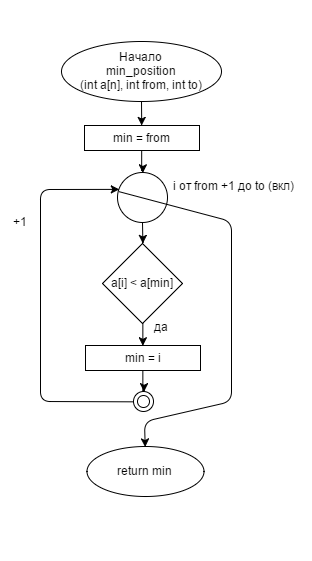 Начало
min_position
(int a[n], int from, int to)
min = from
i от from +1 до to (вкл)
+1
a[i] < a[min]
да
min = i
return min